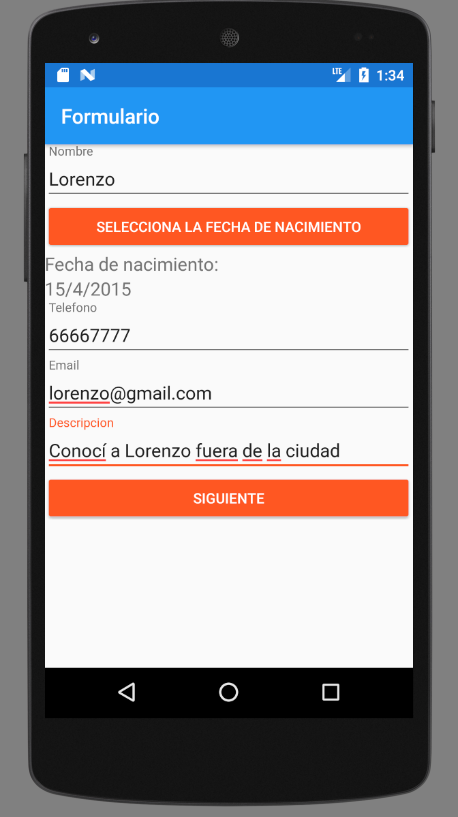 LTE 1:34
Formulario
Nombre
Lorenzo
SELECCIONA LA FECHA DE NACIMIENTO
Fecha de nacimiento:
15/4/2015
Telefono
66667777
Email
lorenzo@gmail.com
Descripcion
Conocí a Lorenzo fuera de la ciudad
SIGUIENTE